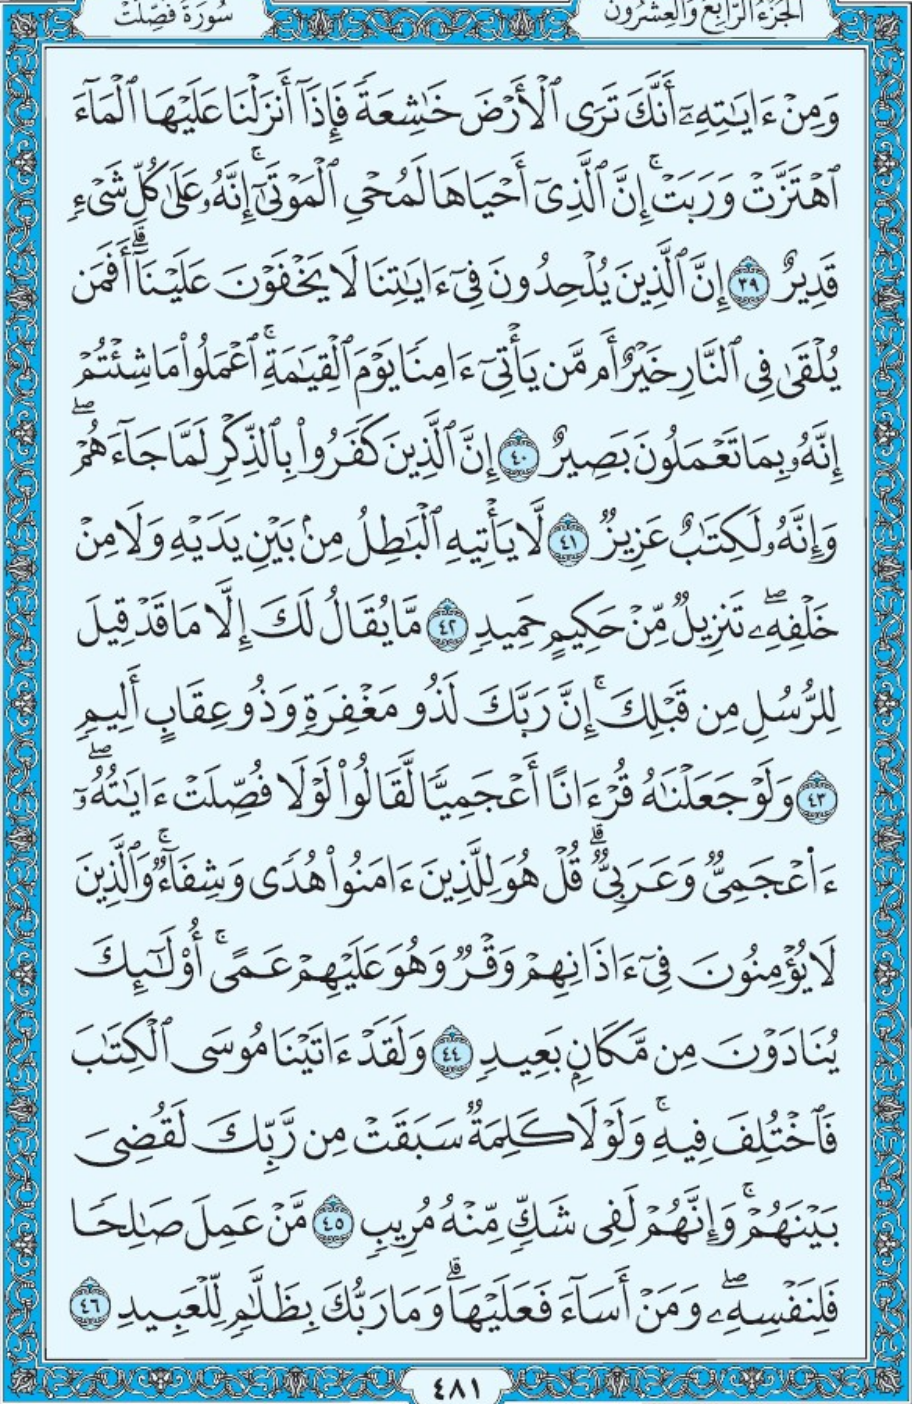 الجزء الرابع والعشرون
سورة فصلت
وَمِنْ ءَايَٰتِهِۦٓ أَنَّكَ تَرَى ٱلْأَرْضَ خَٰشِعَةً فَإِذَآ أَنزَلْنَا عَلَيْهَا ٱلْمَآءَ
ٱهْتَزَّتْ وَرَبَتْ ۚ إِنَّ ٱلَّذِىٓ أَحْيَاهَا لَمُحْىِ ٱلْمَوْتَىٰٓ ۚ إِنَّهُۥ عَلَىٰ كُلِّ شَىْءٍ
قَدِيرٌ ٣٩ إِنَّ ٱلَّذِينَ يُلْحِدُونَ فِىٓ ءَايَٰتِنَا لَا يَخْفَوْنَ عَلَيْنَآ ۗ أَفَمَن
يُلْقَىٰ فِى ٱلنَّارِ خَيْرٌ أَم مَّن يَأْتِىٓ ءَامِنًا يَوْمَ ٱلْقِيَٰمَةِ ۚ ٱعْمَلُوا۟ مَا شِئْتُمْ ۖ
إِنَّهُۥ بِمَا تَعْمَلُونَ بَصِيرٌ ٤٠ إِنَّ ٱلَّذِينَ كَفَرُوا۟ بِٱلذِّكْرِ لَمَّا جَآءَهُمْ ۖ
وَإِنَّهُۥ لَكِتَٰبٌ عَزِيزٌ ٤١ لَّا يَأْتِيهِ ٱلْبَٰطِلُ مِنۢ بَيْنِ يَدَيْهِ وَلَا مِنْ
خَلْفِهِۦ ۖ تَنزِيلٌ مِّنْ حَكِيمٍ حَمِيدٍ ٤٢ مَّا يُقَالُ لَكَ إِلَّا مَا قَدْ قِيلَ
لِلرُّسُلِ مِن قَبْلِكَ ۚ إِنَّ رَبَّكَ لَذُو مَغْفِرَةٍ وَذُو عِقَابٍ أَلِيمٍ
٤٣ وَلَوْ جَعَلْنَٰهُ قُرْءَانًا أَعْجَمِيًّا لَّقَالُوا۟ لَوْلَا فُصِّلَتْ ءَايَٰتُهُۥٓ ۖ
ءَا۬عْجَمِىٌّ وَعَرَبِىٌّ ۗ قُلْ هُوَ لِلَّذِينَ ءَامَنُوا۟ هُدًى وَشِفَآءٌ ۚ وَٱلَّذِينَ
لَا يُؤْمِنُونَ فِىٓ ءَاذَانِهِمْ وَقْرٌ وَهُوَ عَلَيْهِمْ عَمًى ۚ أُو۟لَٰٓئِكَ
يُنَادَوْنَ مِن مَّكَانٍۭ بَعِيدٍ ٤٤ وَلَقَدْ ءَاتَيْنَا مُوسَى ٱلْكِتَٰبَ
فَٱخْتُلِفَ فِيهِ ۚ وَلَوْلَا كَلِمَةٌ سَبَقَتْ مِن رَّبِّكَ لَقُضِىَ
بَيْنَهُمْ ۚ وَإِنَّهُمْ لَفِى شَكٍّ مِّنْهُ مُرِيبٍ ٤٥ مَّنْ عَمِلَ صَٰلِحًا
فَلِنَفْسِهِۦ ۖ وَمَنْ أَسَآءَ فَعَلَيْهَا ۗ وَمَا رَبُّكَ بِظَلَّٰمٍ لِّلْعَبِيدِ ٤٦
٤٨١